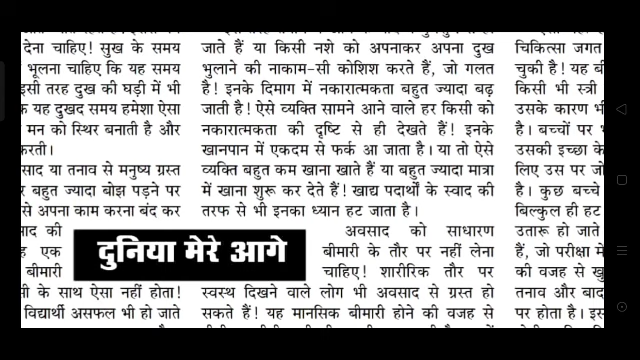 देना चाहिए! सुख के समय
भूलना चाहिए कि यह समय
इसी तरह दुख की घड़ी में भी
यह दुखद समय हमेशा ऐसा
मन को स्थिर बनाती है और
करती।
या तनाव से मनुष्य ग्रस्त
बहुत ज्यादा बोझ पड़ने पर
से अपना काम करना बंद कर
की
एक
बीमारी
के साथ ऐसा नहीं होता!
विद्यार्थी असफल भी हो जाते
दुनिया मेरे आगे
जाते हैं या किसी नशे को अपनाकर अपना दुख
भुलाने की नाकाम-सी कोशिश करते हैं, जो गलत
है! इनके दिमाग में नकारात्मकता बहुत ज्यादा बढ़
जाती है! ऐसे व्यक्ति सामने आने वाले हर किसी को
नकारात्मकता की दृष्टि से ही देखते हैं! इनके
खानपान में एकदम से फर्क आ जाता है। या तो ऐसे
व्यक्ति बहुत कम खाना खाते हैं या बहुत ज्यादा मात्रा
में खाना शुरू कर देते हैं! खाद्य पदार्थों के स्वाद की
तरफ से भी इनका ध्यान हट जाता है।
अवसाद को साधारण
बीमारी के तौर पर नहीं लेना
चाहिए! शारीरिक तौर पर
स्वस्थ दिखने वाले लोग भी अवसाद से ग्रस्त हो
सकते हैं! यह मानसिक बीमारी होने की वजह से
चिकित्सा जगत
चुकी है! यह
किसी भी स्त्री
उसके कारण
है। बच्चों पर
उसकी इच्छा के
लिए उस पर
है। कुछ बच्चे
बिल्कुल ही हट
उतारू हो जाते
हैं, जो परीक्षा में
की वजह से
तनाव और
पर होता है। इस